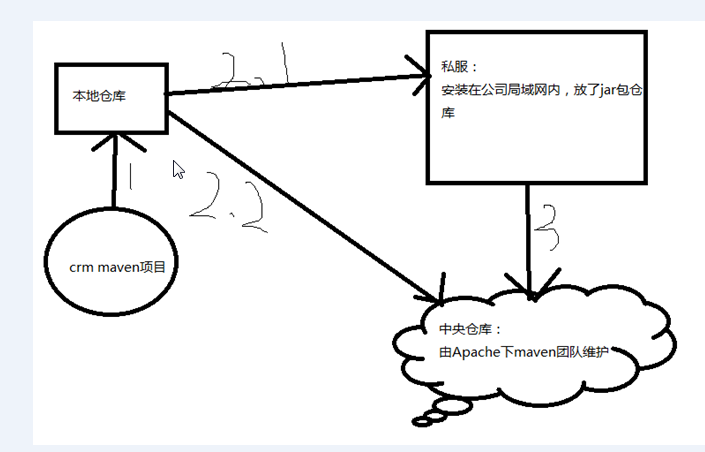 2.1
私服：
安装在公司局域网内，放了jar包仓
库
本地仓库
1
2.2
3
crm maven项目
中央仓库：
由Apache下maven团队维护